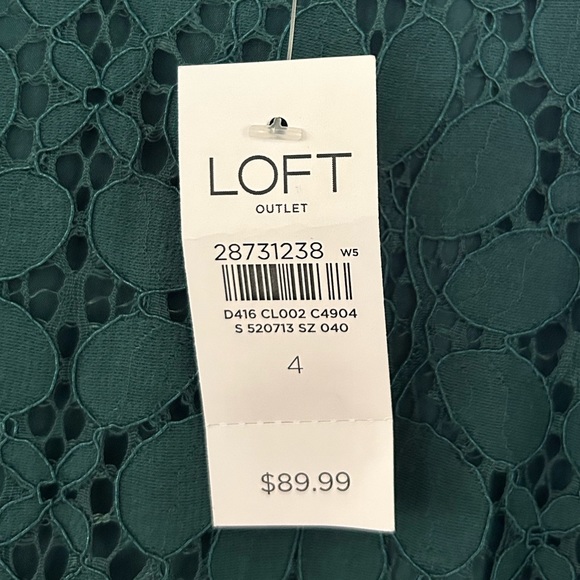 LOFT
OUTLET
28731238 W5
D416 CL002 C4904
S 520713 SZ 040
4
$89.99